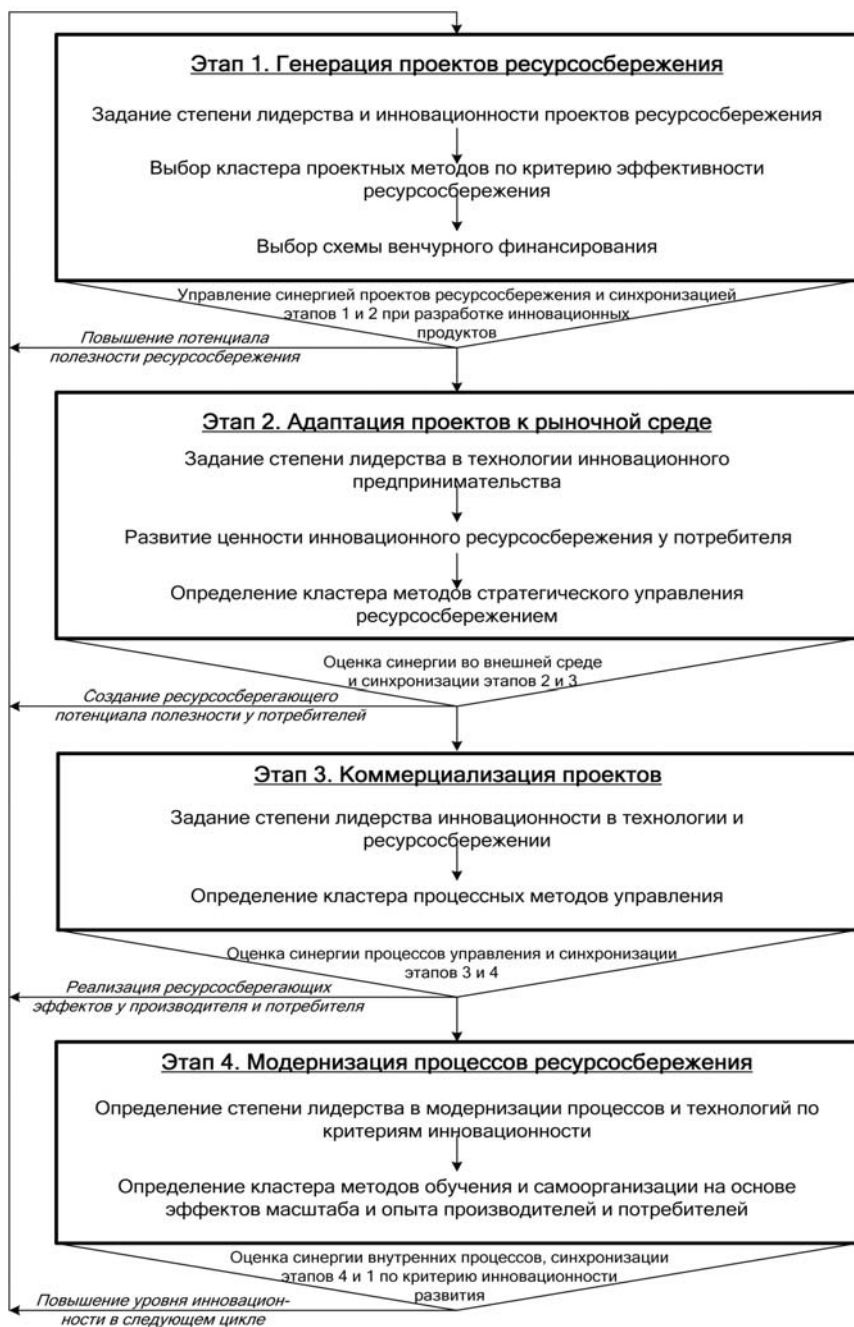 Этап 1. Генерация проектов ресурсосбережения
Задание степени лидерства и инновационности проектов ресурсосбережения
Выбор кластера проектных методов по критерию эффективности
ресурсосбережения
Выбор схемы венчурного финансирования
Управление синергией проектов ресурсосбережения и синхронизацией
этапов 1 и 2 при разработке инновационных
продуктов
Повышение потенциала
полезности ресурсосбережения
Этап 2. Адаптация проектов к рыночной среде
Задание степени лидерства в технологии инновационного
предпринимательства
Развитие ценности инновационного ресурсосбережения у потребителя
Определение кластера методов стратегического управления
ресурсосбережением
Оценка синергии во внешней среде
и синхронизации этапов 2 и 3
Создание ресурсосберегающего
потенциала полезности у потребителей
Этап 3. Коммерциализация проектов
Задание степени лидерства инновационности в технологии и
ресурсосбережении
Определение кластера процессных методов управления
Оценка синергии процессов управления и синхронизации
этапов 3 и 4
Реализация ресурсосберегающих
эффектов у производителя и потребителя
Этап 4. Модернизация процессов ресурсосбережения
Определение степени лидерства в модернизации процессов и технологий по
критериям инновационности
Определение кластера методов обучения и самоорганизации на основе
эффектов масштаба и опыта производителей и потребителей
Оценка синергии внутренних процессов, синхронизации
этапов 4 и 1 по критерию инновационности
развития
Повышение уровня инновацион-
ности в следующем цикле